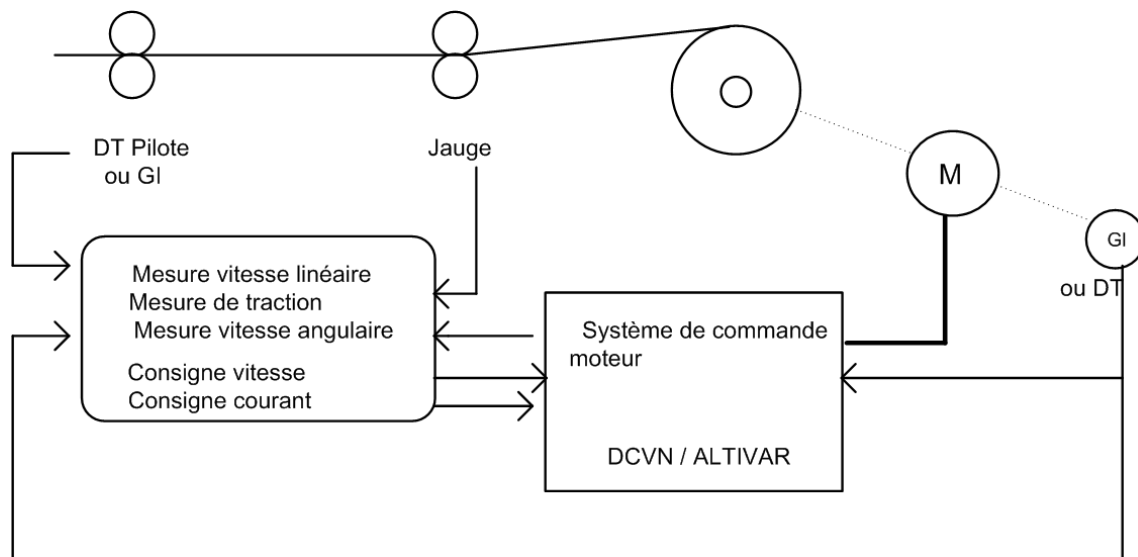 DT Pilote
ou GI
Jauge
M
GI
ou DT
Mesure vitesse linéaire
Mesure de traction
Mesure vitesse angulaire
Consigne vitesse
Consigne courant
Système de commande
moteur
DCVN / ALTIVAR